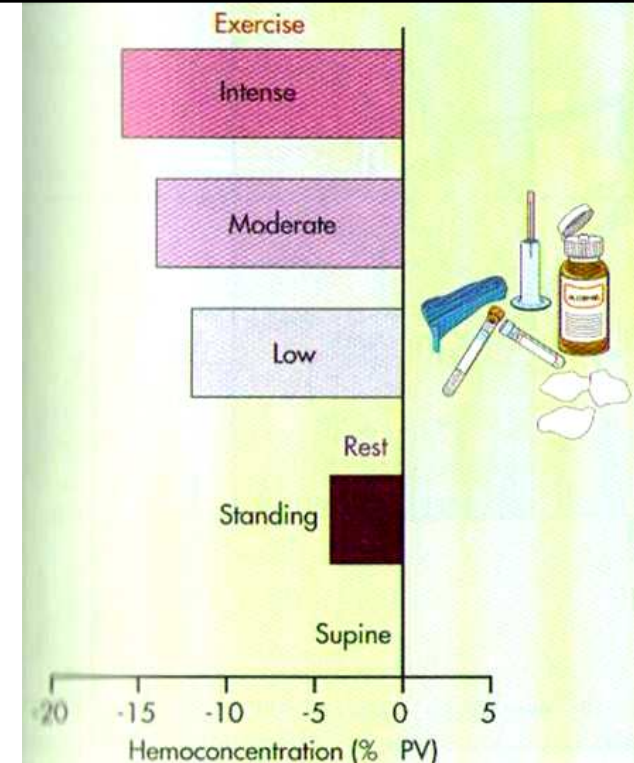 Exercise
Intense
Moderate
Low
Rest
Standing
Supine
-20 -15 -10 -5 0 5
Hemoconcentration (% PV)